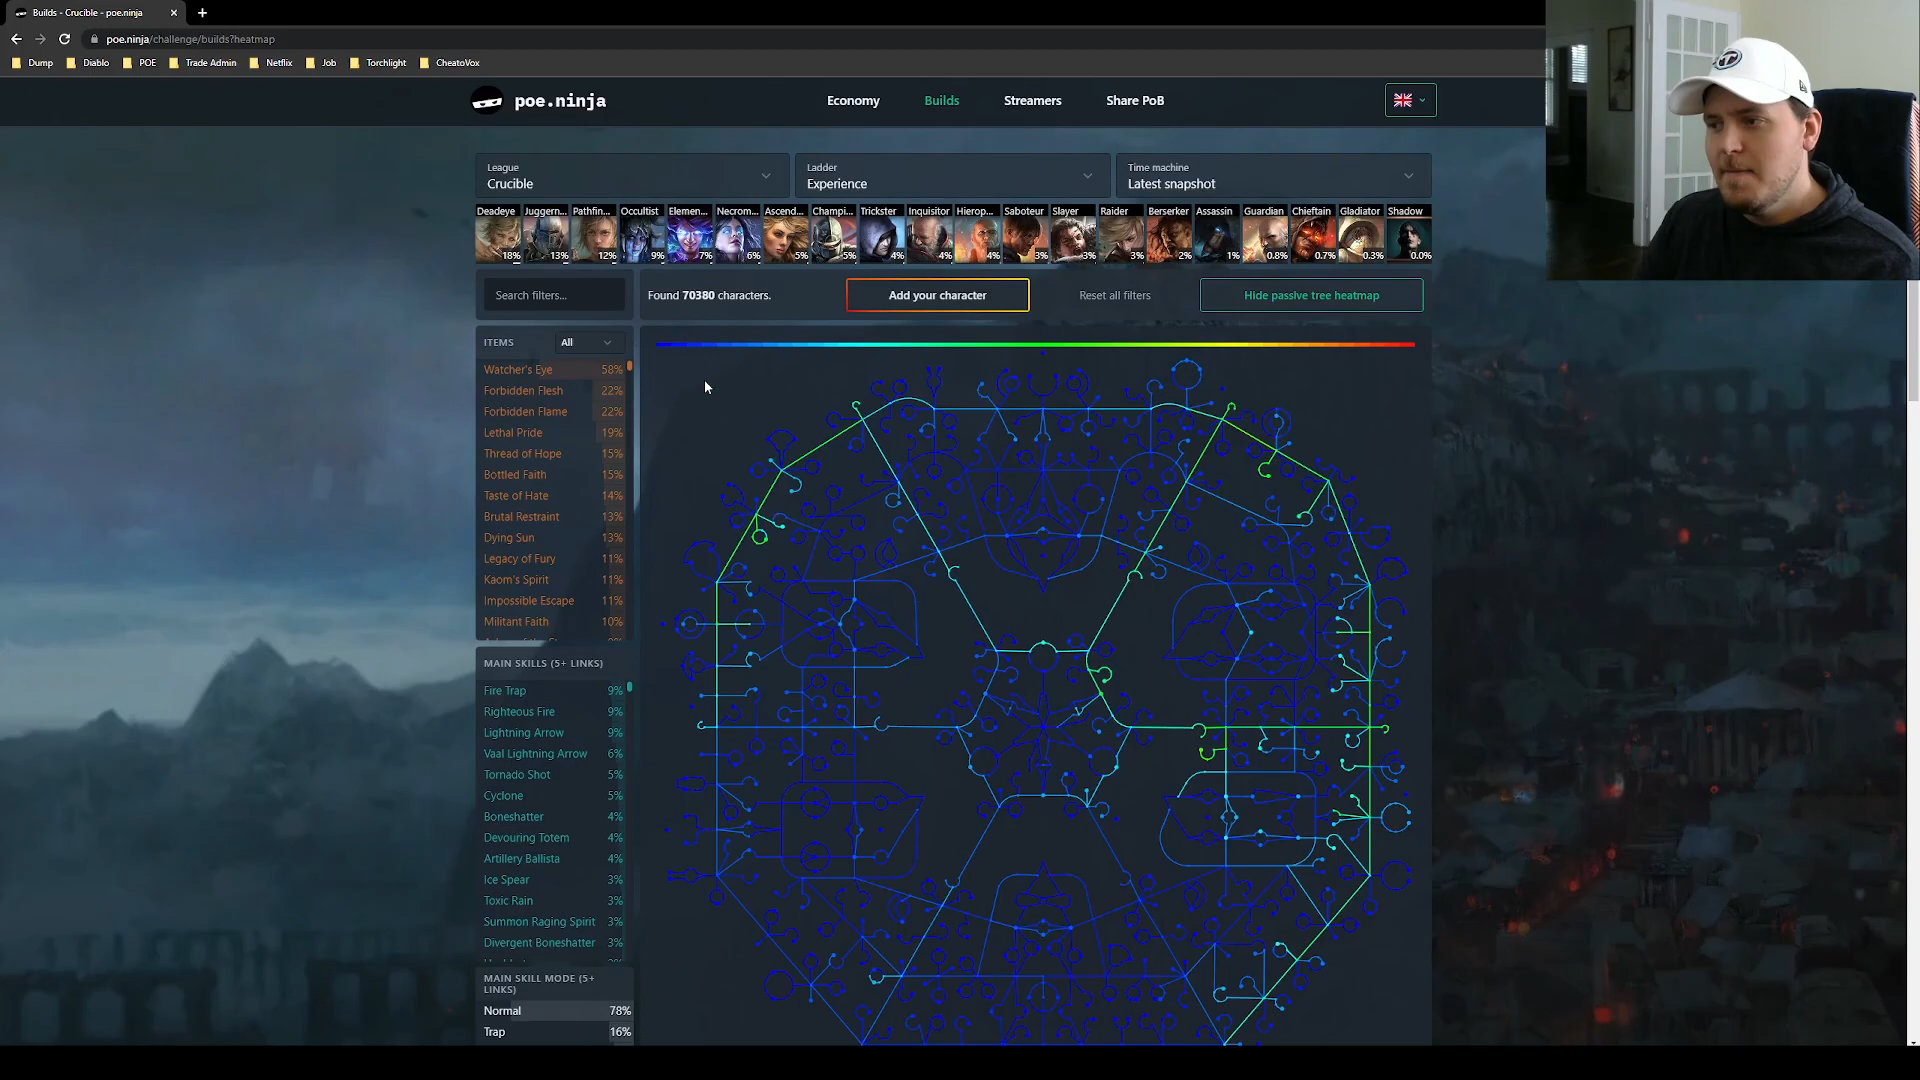 Builds - Crucible - poe.ninja
poe.ninja/challenge/builds?heatmap
Dump Diablo POE Trade Admin Netflix Job Torchlight CheatoVox
poe.ninja Economy Builds Streamers Share PoB
League Ladder Time machine
Crucible Experience Latest snapshot
Deadeye Juggern... Pathfin... Occultist Elemen... Necrom... Ascend... Champi... Trickster Inquisitor Hierop... Saboteur Slayer Raider Berserker Assassin Guardian Chieftain Gladiator Shadow
18% 13% 12% 9% 7% 6% 5% 5% 4% 4% 4% 3% 3% 3% 2% 1% 0.8% 0.7% 0.3% 0.0%
Search filters... Found 70380 characters. Add your character Reset all filters Hide passive tree heatmap
ITEMS All
Watcher's Eye 58%
Forbidden Flesh 22%
Forbidden Flame 22%
Lethal Pride 19%
Thread of Hope 15%
Bottled Faith 15%
Taste of Hate 14%
Brutal Restraint 13%
Dying Sun 13%
Legacy of Fury 11%
Kaom's Spirit 11%
Impossible Escape 11%
Militant Faith 10%
MAIN SKILLS (5+ LINKS)
Fire Trap 9%
Righteous Fire 9%
Lightning Arrow 9%
Vaal Lightning Arrow 6%
Tornado Shot 5%
Cyclone 5%
Boneshatter 4%
Devouring Totem 4%
Artillery Ballista 4%
Ice Spear 3%
Toxic Rain 3%
Summon Raging Spirit 3%
Divergent Boneshatter 3%
MAIN SKILL MODE (5+
LINKS)
Normal 78%
Trap 16%